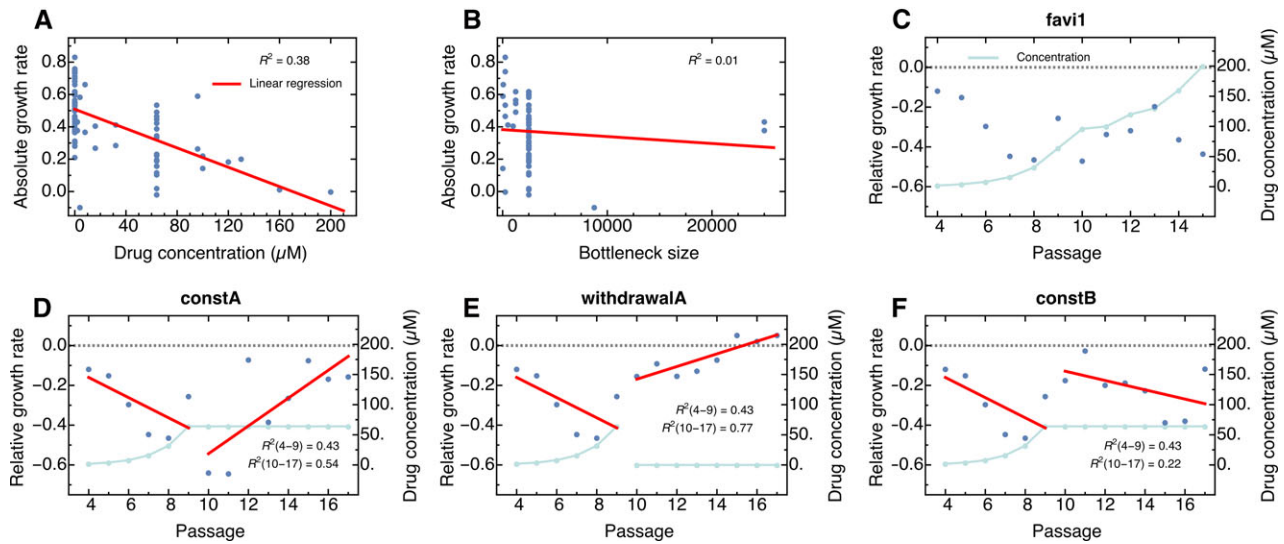 A
R² = 0.38
Linear regression
Absolute growth rate
0.8
0.6
0.4
0.2
0.0
0 40 80 120 160 200
Drug concentration (µM)
B
R² = 0.01
Absolute growth rate
0.8
0.6
0.4
0.2
0.0
0 10000 20000
Bottleneck size
C
favi1
Concentration
Relative growth rate
0.0
−0.2
−0.4
−0.6
200.
150.
100.
50.
0.
Drug concentration (µM)
4 6 8 10 12 14
Passage
D
constA
Relative growth rate
0.0
−0.2
−0.4
−0.6
R²(4−9) = 0.43
R²(10−17) = 0.54
200.
150.
100.
50.
0.
Drug concentration (µM)
4 6 8 10 12 14 16
Passage
E
withdrawalA
Relative growth rate
0.0
−0.2
−0.4
−0.6
R²(4−9) = 0.43
R²(10−17) = 0.77
200.
150.
100.
50.
0.
Drug concentration (µM)
4 6 8 10 12 14 16
Passage
F
constB
Relative growth rate
0.0
−0.2
−0.4
−0.6
R²(4−9) = 0.43
R²(10−17) = 0.22
200.
150.
100.
50.
0.
Drug concentration (µM)
4 6 8 10 12 14 16
Passage